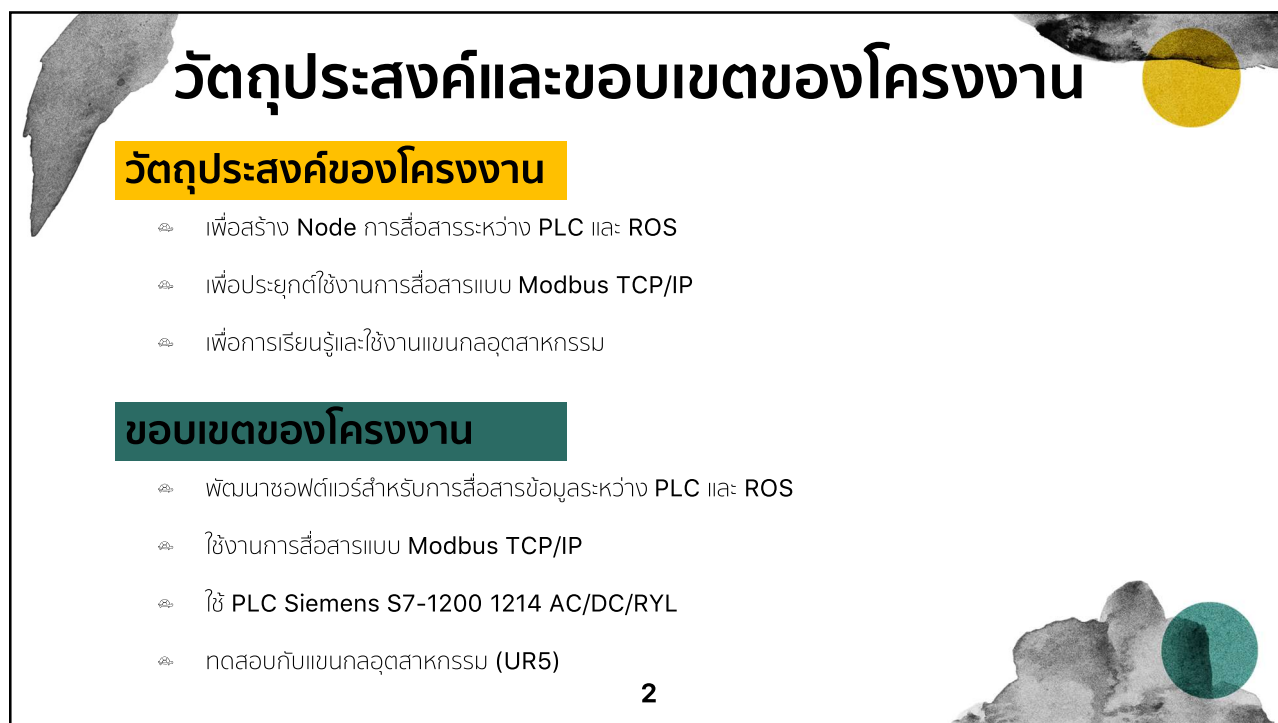 วัตถุประสงค์และขอบเขตของโครงงาน
วัตถุประสงค์ของโครงงาน
เพื่อสร้าง Node การสื่อสารระหว่าง PLC และ ROS
เพื่อประยุกต์ใช้งานการสื่อสารแบบ Modbus TCP/IP
เพื่อการเรียนรู้และใช้งานแขนกลอุตสาหกรรม
ขอบเขตของโครงงาน
พัฒนาซอฟต์แวร์สำหรับการสื่อสารข้อมูลระหว่าง PLC และ ROS
ใช้งานการสื่อสารแบบ Modbus TCP/IP
ใช้ PLC Siemens S7-1200 1214 AC/DC/RYL
ทดสอบกับแขนกลอุตสาหกรรม (UR5)
2